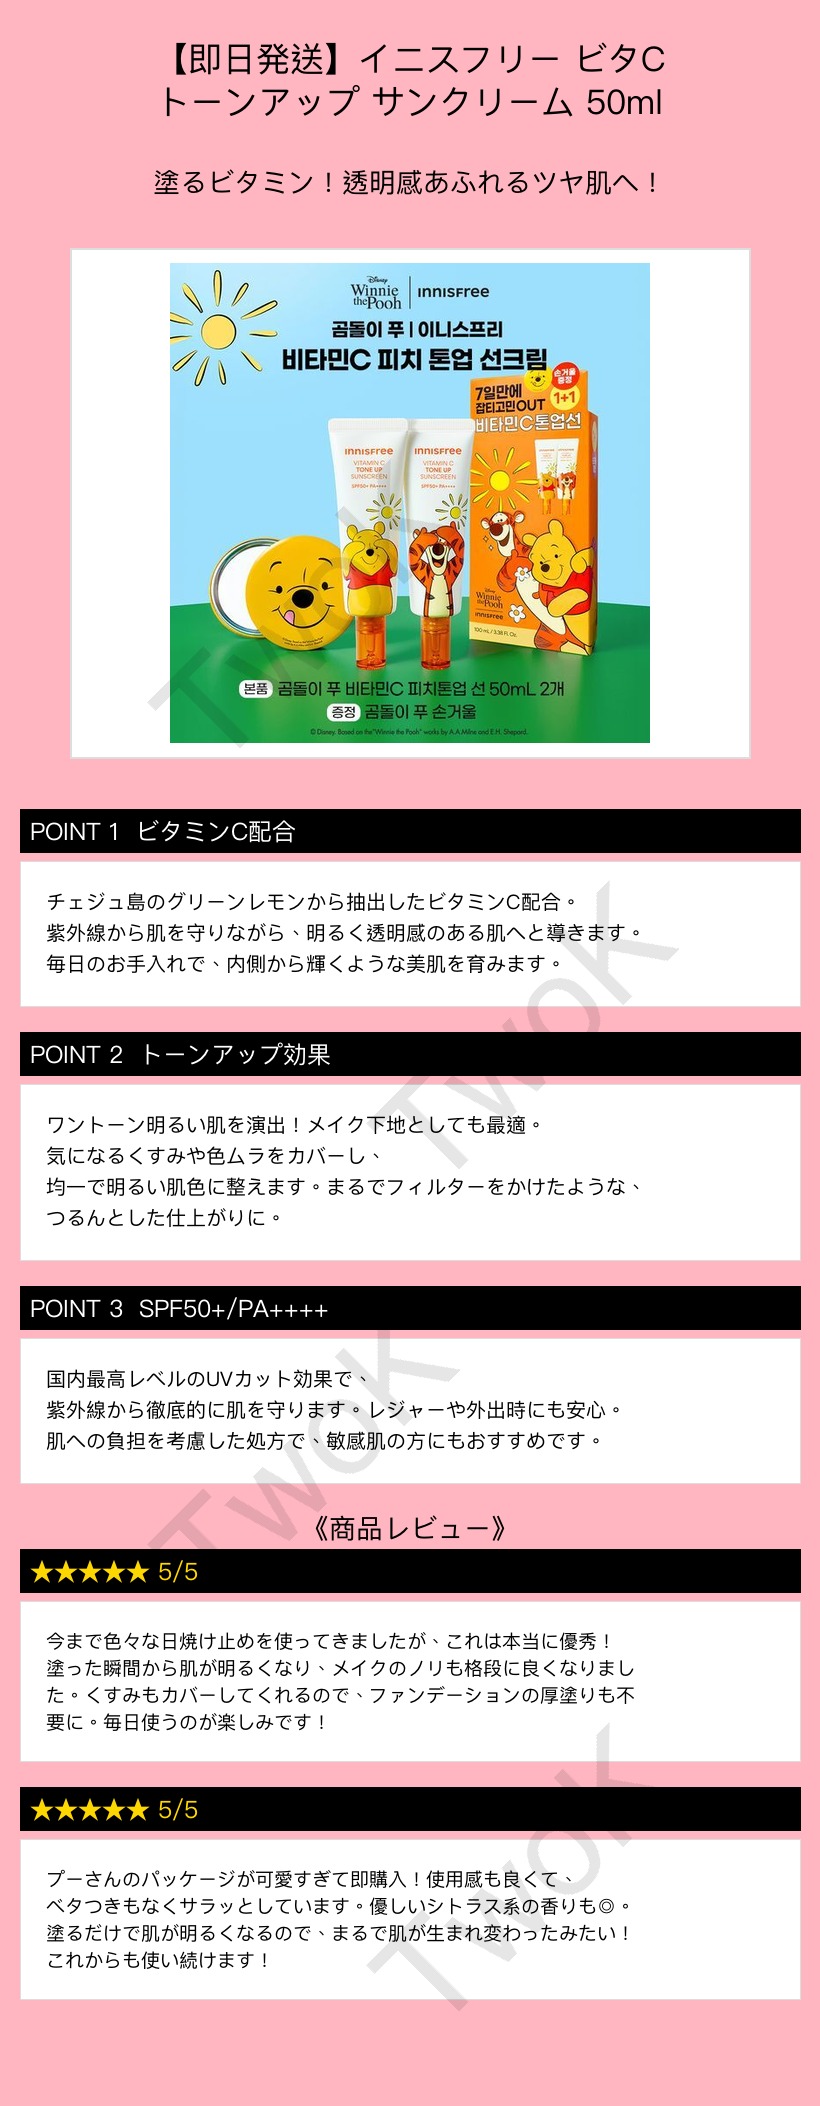 【即日発送】イニスフリー ビタC
トーンアップ サンクリーム 50ml
塗るビタミン！透明感あふれるツヤ肌へ！
Disney
Winnie
the Pooh
INNISFREE
곰돌이 푸 | 이니스프리
비타민C 피치 톤업 선크림
손거울
증정
1+1
7일만에
잡티고민OUT
비타민C톤업선
INNISFREE
VITAMIN C
TONE UP
SUNSCREEN
SPF50+ PA++++
INNISFREE
VITAMIN C
TONE UP
SUNSCREEN
SPF50+ PA++++
Disney
Winnie
the Pooh
INNISFREE
100 mL / 3.38 Fl. Oz.
본품 곰돌이 푸 비타민C 피치톤업 선 50mL 2개
증정 곰돌이 푸 손거울
© Disney. Based on the "Winnie the Pooh" works by A.A.Milne and E.H. Shepard.
TwoK
POINT 1 ビタミンC配合
チェジュ島のグリーンレモンから抽出したビタミンC配合。
紫外線から肌を守りながら、明るく透明感のある肌へと導きます。
毎日のお手入れで、内側から輝くような美肌を育みます。
TwoK
POINT 2 トーンアップ効果
ワントーン明るい肌を演出！メイク下地としても最適。
気になるくすみや色ムラをカバーし、
均一で明るい肌色に整えます。まるでフィルターをかけたような、
つるんとした仕上がりに。
POINT 3 SPF50+/PA++++
国内最高レベルのUVカット効果で、
紫外線から徹底的に肌を守ります。レジャーや外出時にも安心。
肌への負担を考慮した処方で、敏感肌の方にもおすすめです。
TwoK
《商品レビュー》
★★★★★ 5/5
今まで色々な日焼け止めを使ってきましたが、これは本当に優秀！
塗った瞬間から肌が明るくなり、メイクのノリも格段に良くなりまし
た。くすみもカバーしてくれるので、ファンデーションの厚塗りも不
要に。毎日使うのが楽しみです！
★★★★★ 5/5
プーさんのパッケージが可愛すぎて即購入！使用感も良くて、
ベタつきもなくサラッとしています。優しいシトラス系の香りも◎。
塗るだけで肌が明るくなるので、まるで肌が生まれ変わったみたい！
これからも使い続けます！
TwoK